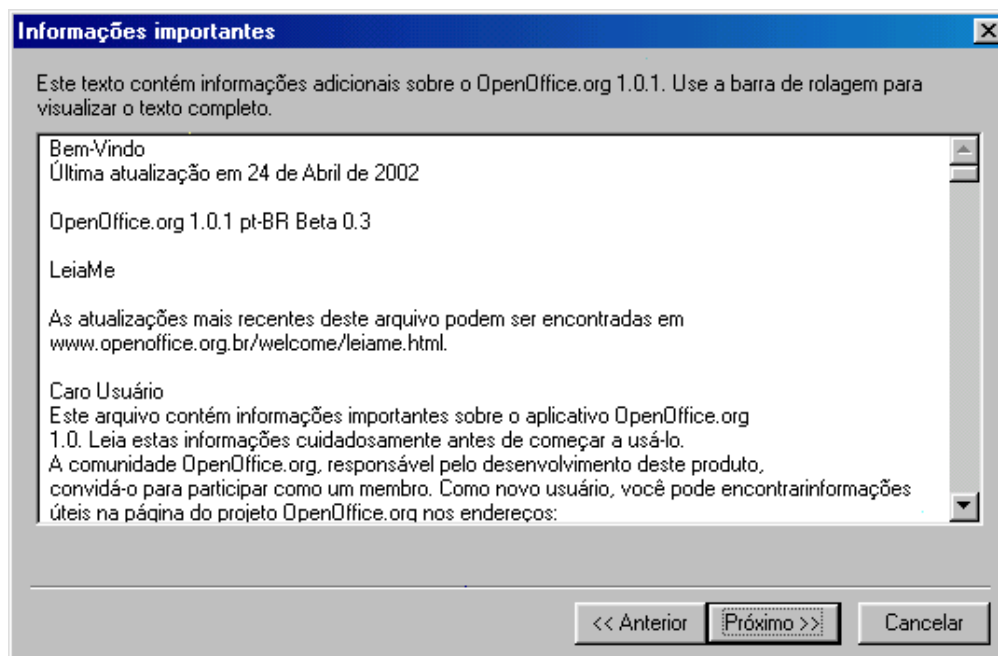 Informações importantes
Este texto contém informações adicionais sobre o OpenOffice.org 1.0.1. Use a barra de rolagem para
visualizar o texto completo.
Bem-Vindo
Última atualização em 24 de Abril de 2002
OpenOffice.org 1.0.1 pt-BR Beta 0.3
LeiaMe
As atualizações mais recentes deste arquivo podem ser encontradas em
www.openoffice.org.br/welcome/leiame.html.
Caro Usuário
Este arquivo contém informações importantes sobre o aplicativo OpenOffice.org
1.0. Leia estas informações cuidadosamente antes de começar a usá-lo.
A comunidade OpenOffice.org, responsável pelo desenvolvimento deste produto,
convidá-o para participar como um membro. Como novo usuário, você pode encontrarinformações
úteis na página do projeto OpenOffice.org nos endereços:
<< Anterior Próximo >> Cancelar